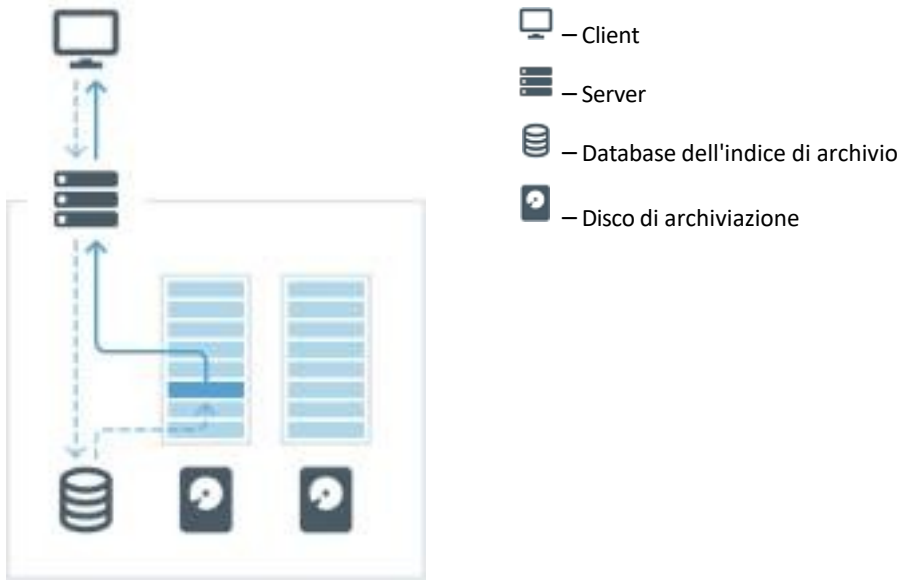 – Client
– Server
– Database dell'indice di archivio
– Disco di archiviazione